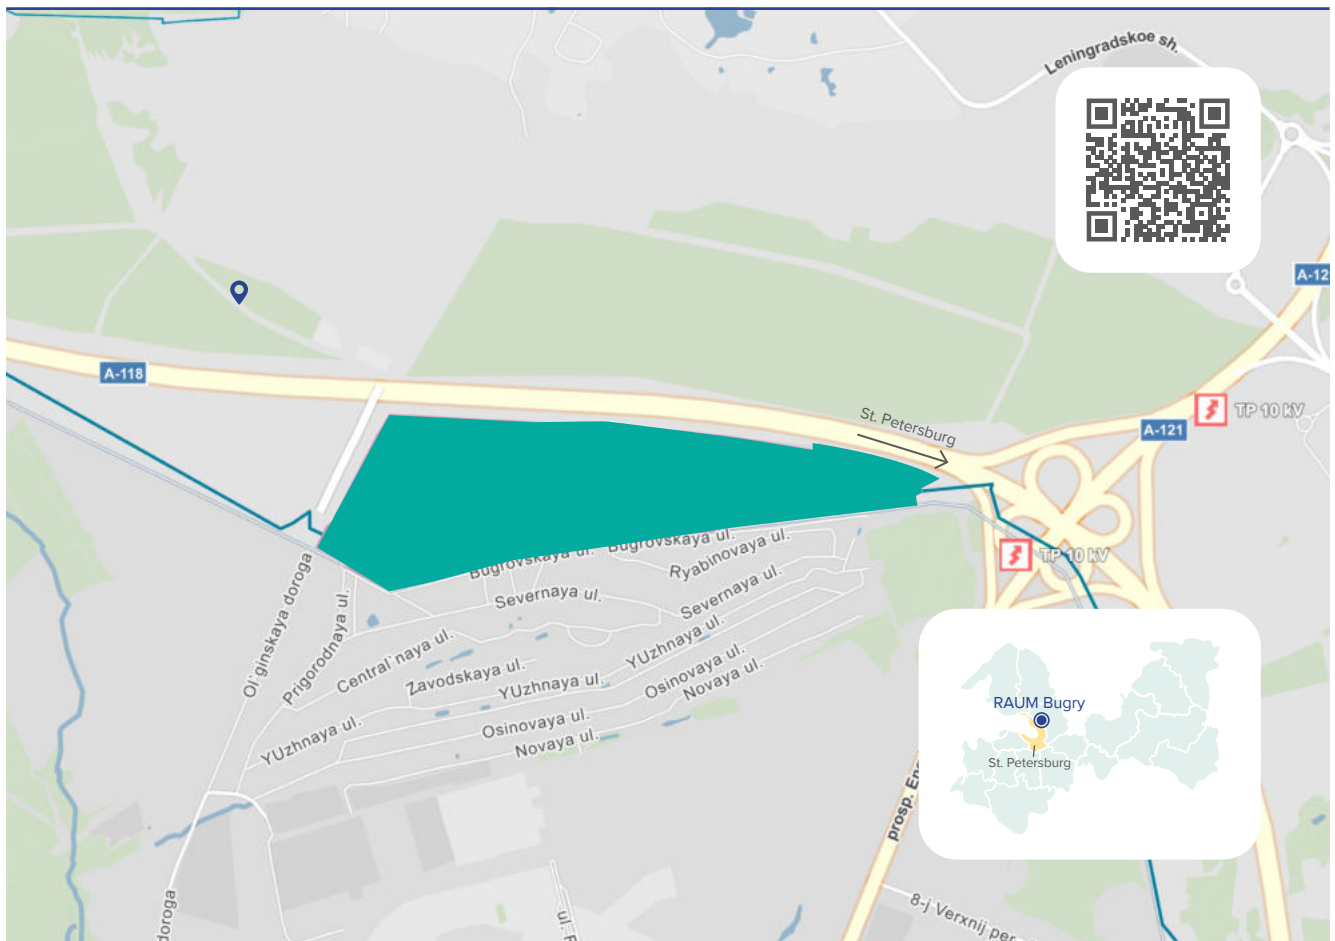 Leningradskoe sh.
A-12
A-118
St. Petersburg
TP 10 kV
A-121
TP 10 kV
Bugrovskaya ul.
Bugrovskaya ul.
Ryabinovaya ul.
Severnaya ul.
Severnaya ul.
Ol'ginskaya doroga
Prigorodnaya ul.
Central'naya ul.
Zavodskaya ul.
YUzhnaya ul.
YUzhnaya ul.
YUzhnaya ul.
Osinovaya ul.
Osinovaya ul.
Novaya ul.
Novaya ul.
RAUM Bugry
St. Petersburg
prosp.
8-j Verxnij per
doroga
ul.